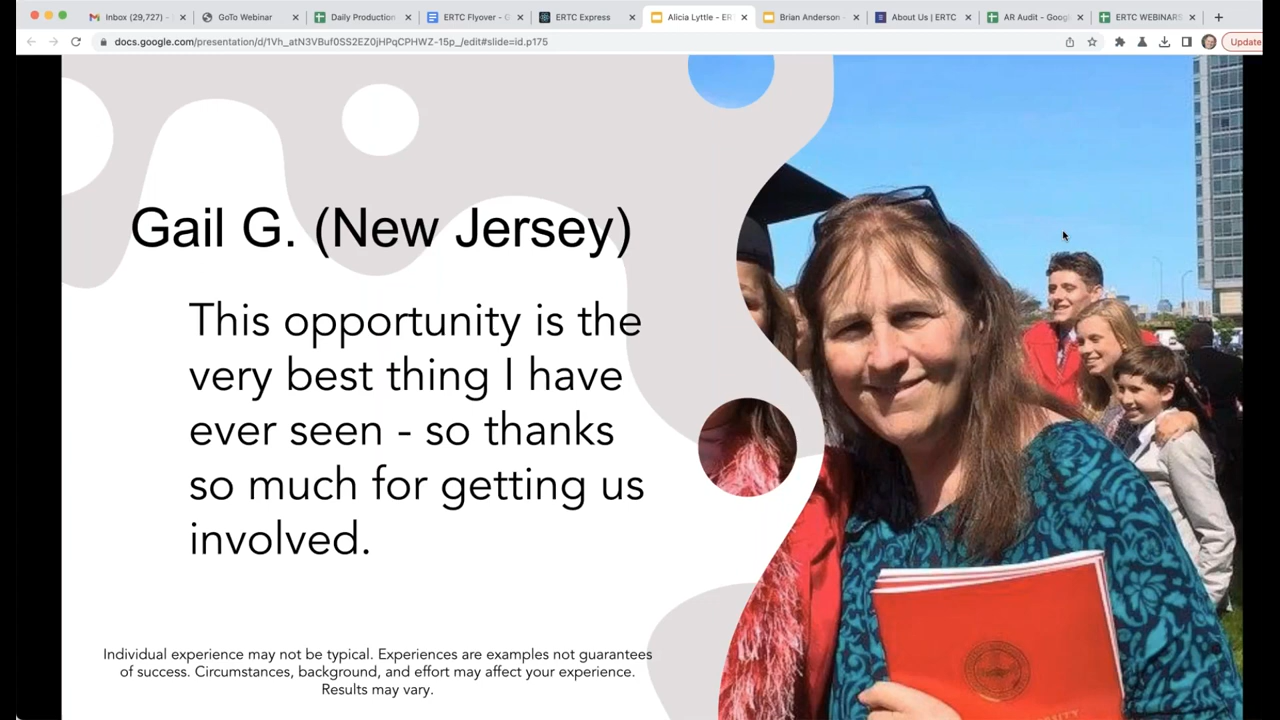 Inbox (29,727) -
GoTo Webinar
Daily Production
ERTC Flyover - G
ERTC Express
Alicia Lyttle - ER
Brian Anderson -
About Us | ERTC
AR Audit - Goog
ERTC WEBINARS
docs.google.com/presentation/d/1Vh_atN3VBuf0SS2EZ0jHPqCPHWZ-15p_/edit#slide=id.p175
Update
Gail G. (New Jersey)
This opportunity is the
very best thing I have
ever seen - so thanks
so much for getting us
involved.
Individual experience may not be typical. Experiences are examples not guarantees
of success. Circumstances, background, and effort may affect your experience.
Results may vary.